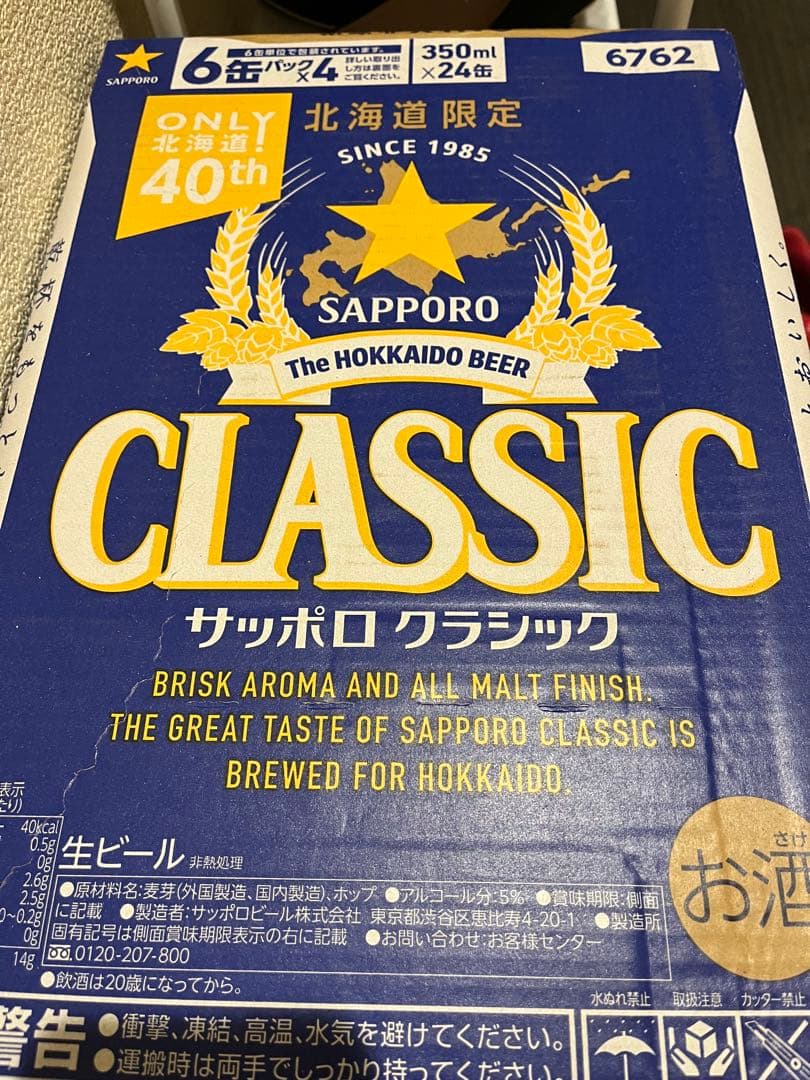 SAPPORO
6缶パック×4
6缶単位で包装されています。
詳しい取り出
し方は裏面を
ご覧ください。
350ml
×24缶
6762
ONLY
北海道!
40th
北海道限定
SINCE 1985
SAPPORO
The HOKKAIDO BEER
CLASSIC
サッポロ クラシック
BRISK AROMA AND ALL MALT FINISH.
THE GREAT TASTE OF SAPPORO CLASSIC IS
BREWED FOR HOKKAIDO.
表示
たり)
40kcal
0.5g
0g
2.6g
2.5g
0~0.2g
0g
14g
生ビール 非熱処理
●原材料名:麦芽(外国製造、国内製造)、ホップ ●アルコール分:5% ●賞味期限:側面
に記載 ●製造者:サッポロビール株式会社 東京都渋谷区恵比寿4-20-1 ●製造所
固有記号は側面賞味期限表示の右に記載 ●お問い合わせ:お客様センター
0120-207-800
●飲酒は20歳になってから。
さけ
お酒
警告
●衝撃、凍結、高温、水気を避けてください。
●運搬時は両手でしっかり持ってください。
水ぬれ禁止
取扱注意
カッター禁止